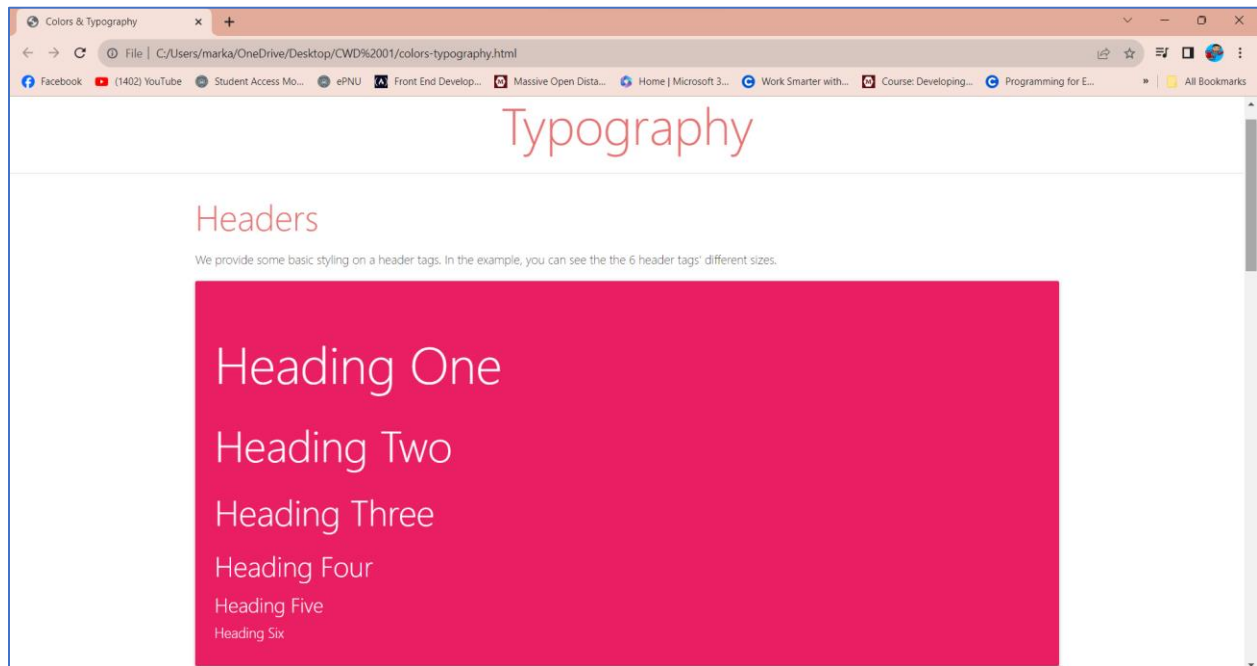 Colors & Typography
File | C:/Users/marka/OneDrive/Desktop/CWD%2001/colors-typography.html
Facebook (1402) YouTube Student Access Mo... ePNU Front End Develop... Massive Open Dista... Home | Microsoft 3... Work Smarter with... Course: Developing... Programming for E... » All Bookmarks
Typography
Headers
We provide some basic styling on a header tags. In the example, you can see the the 6 header tags' different sizes.
Heading One
Heading Two
Heading Three
Heading Four
Heading Five
Heading Six